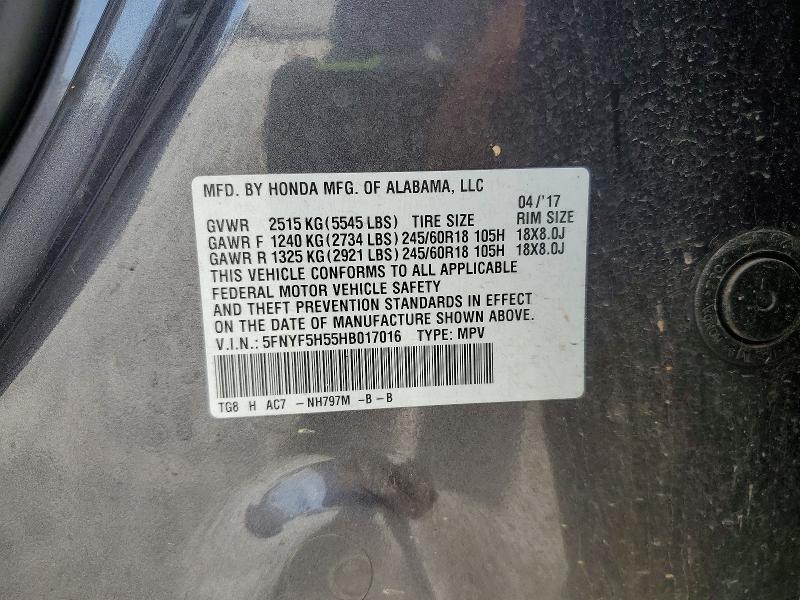 MFD. BY HONDA MFG. OF ALABAMA, LLC
04/'17
GVWR 2515 KG(5545 LBS) TIRE SIZE RIM SIZE
GAWR F 1240 KG(2734 LBS) 245/60R18 105H 18X8.0J
GAWR R 1325 KG(2921 LBS) 245/60R18 105H 18X8.0J
THIS VEHICLE CONFORMS TO ALL APPLICABLE
FEDERAL MOTOR VEHICLE SAFETY
AND THEFT PREVENTION STANDARDS IN EFFECT
ON THE DATE OF MANUFACTURE SHOWN ABOVE.
V.I.N.: 5FNYF5H55HB017016 TYPE: MPV
TG8 H AC7 -NH797M -B-B